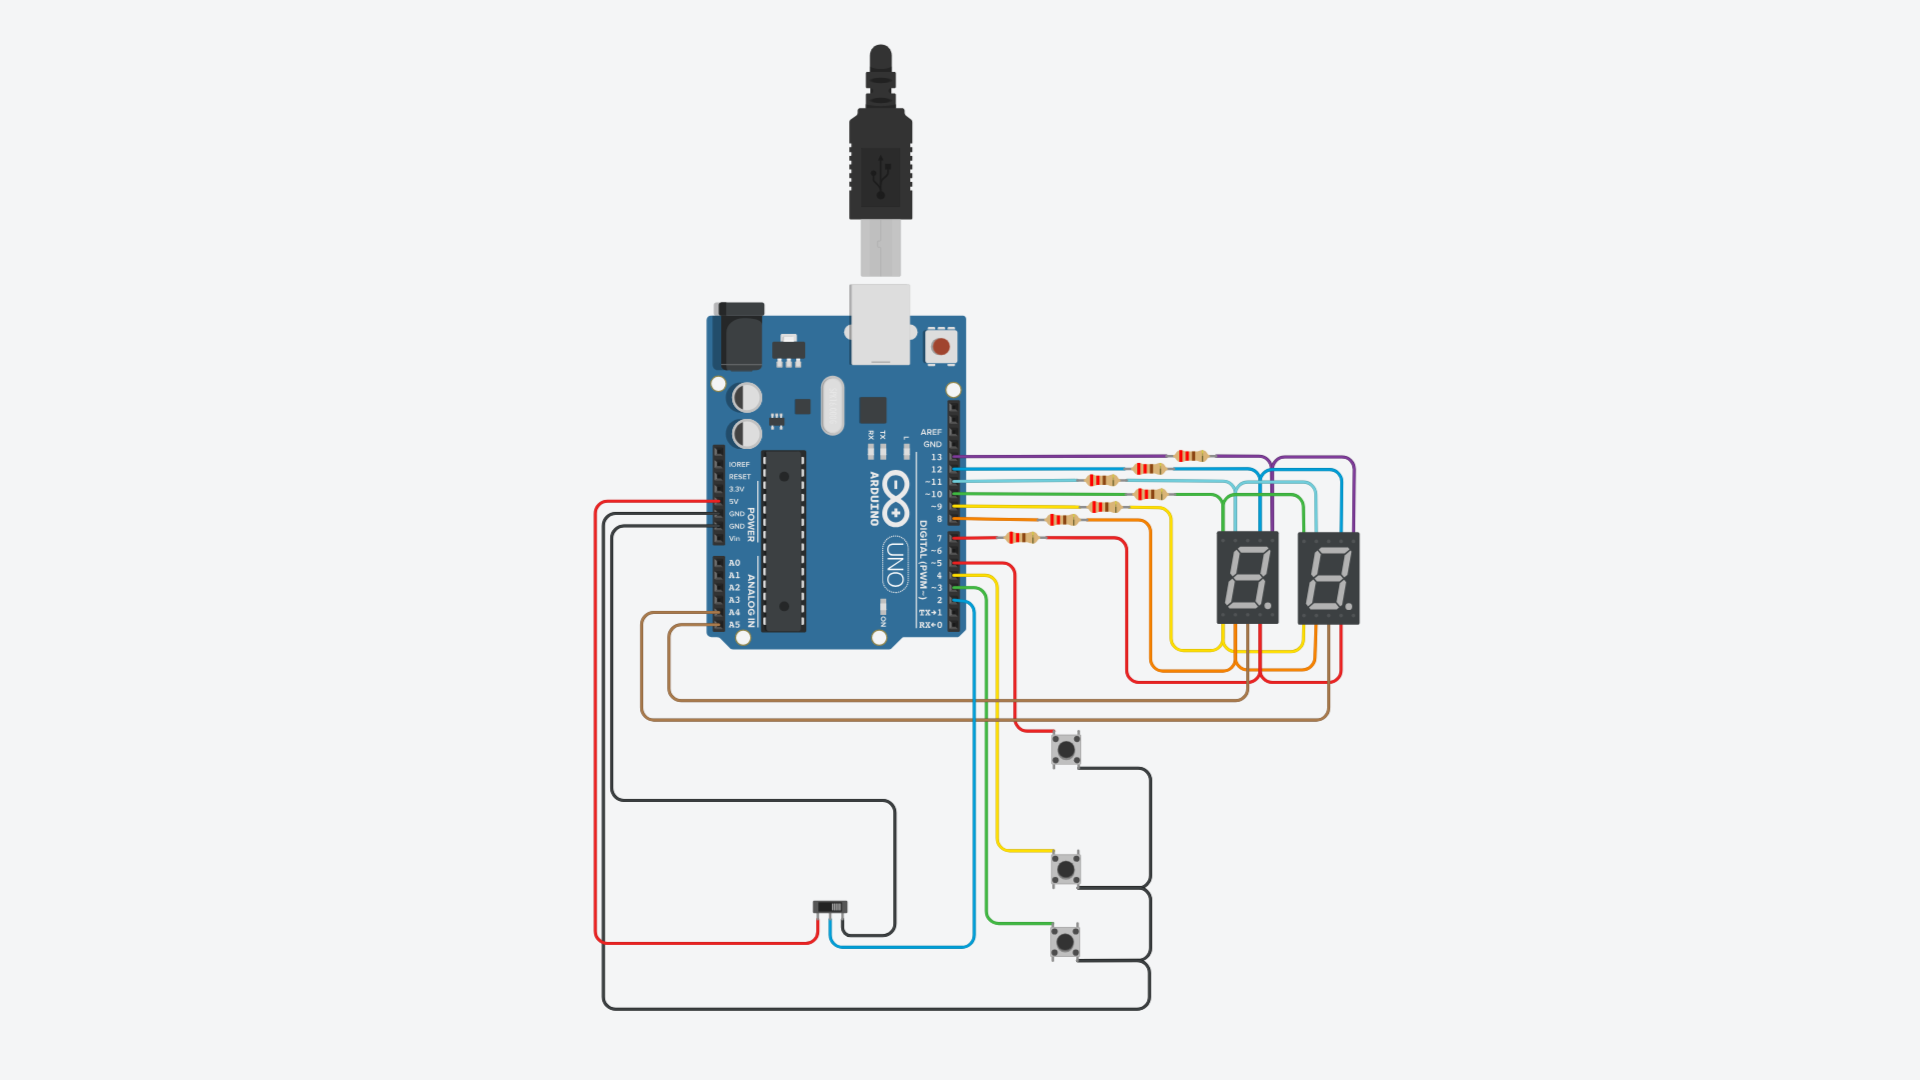 RX
TX
L
AREF
GND
13
12
~11
~10
~9
8
7
~6
~5
4
~3
2
TX→1
RX←0
DIGITAL (PWM~)
ARDUINO
UNO
ON
IOREF
RESET
3.3V
5V
GND
GND
Vin
POWER
A0
A1
A2
A3
A4
A5
ANALOG IN